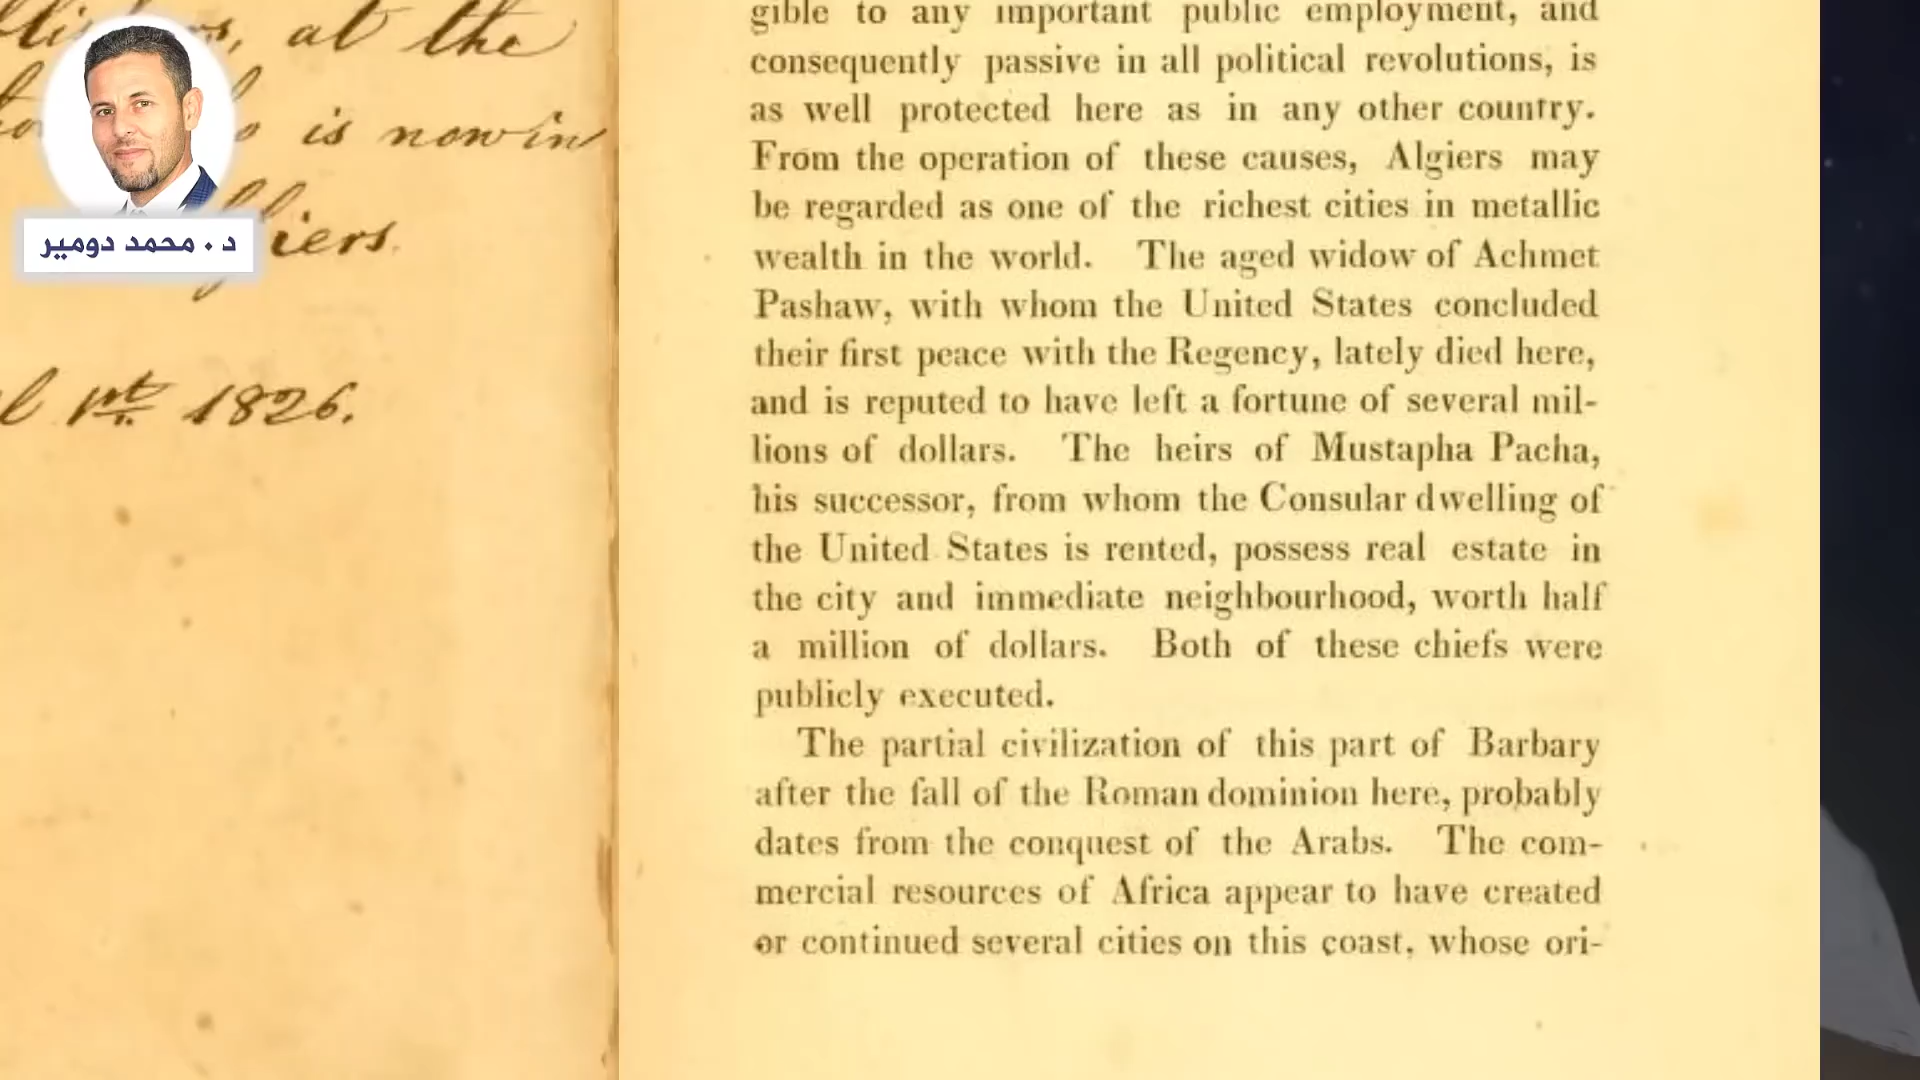 at the
is now in
د. محمد دومير
1st 1826.
gible to any important public employment, and
consequently passive in all political revolutions, is
as well protected here as in any other country.
From the operation of these causes, Algiers may
be regarded as one of the richest cities in metallic
wealth in the world. The aged widow of Achmet
Pashaw, with whom the United States concluded
their first peace with the Regency, lately died here,
and is reputed to have left a fortune of several mil-
lions of dollars. The heirs of Mustapha Pacha,
his successor, from whom the Consular dwelling of
the United States is rented, possess real estate in
the city and immediate neighbourhood, worth half
a million of dollars. Both of these chiefs were
publicly executed.
The partial civilization of this part of Barbary
after the fall of the Roman dominion here, probably
dates from the conquest of the Arabs. The com-
mercial resources of Africa appear to have created
or continued several cities on this coast, whose ori-